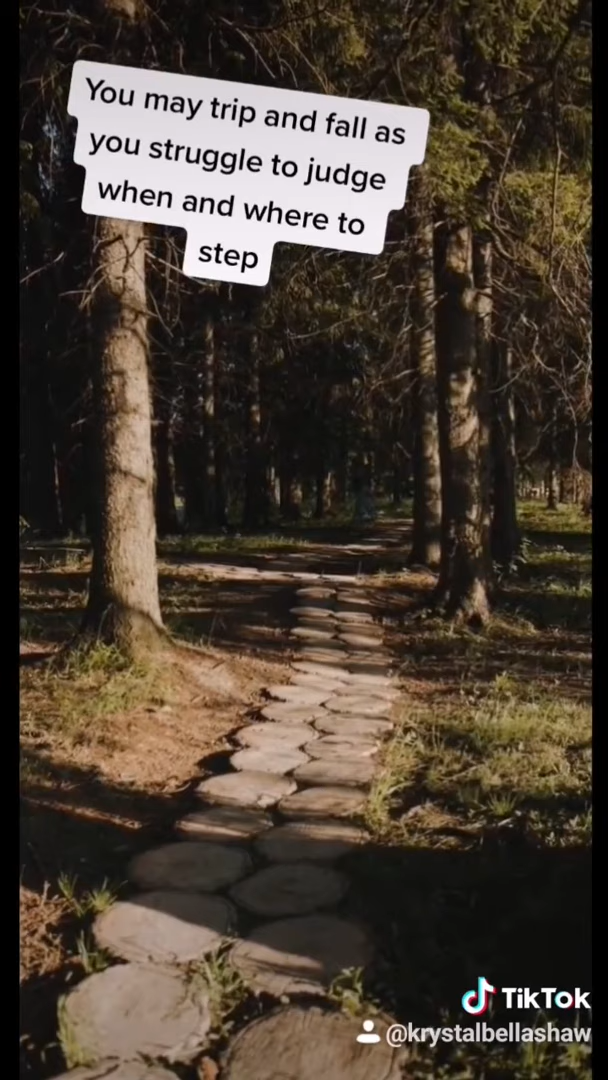 You may trip and fall as
you struggle to judge
when and where to
step
TikTok
@krystalbellashaw